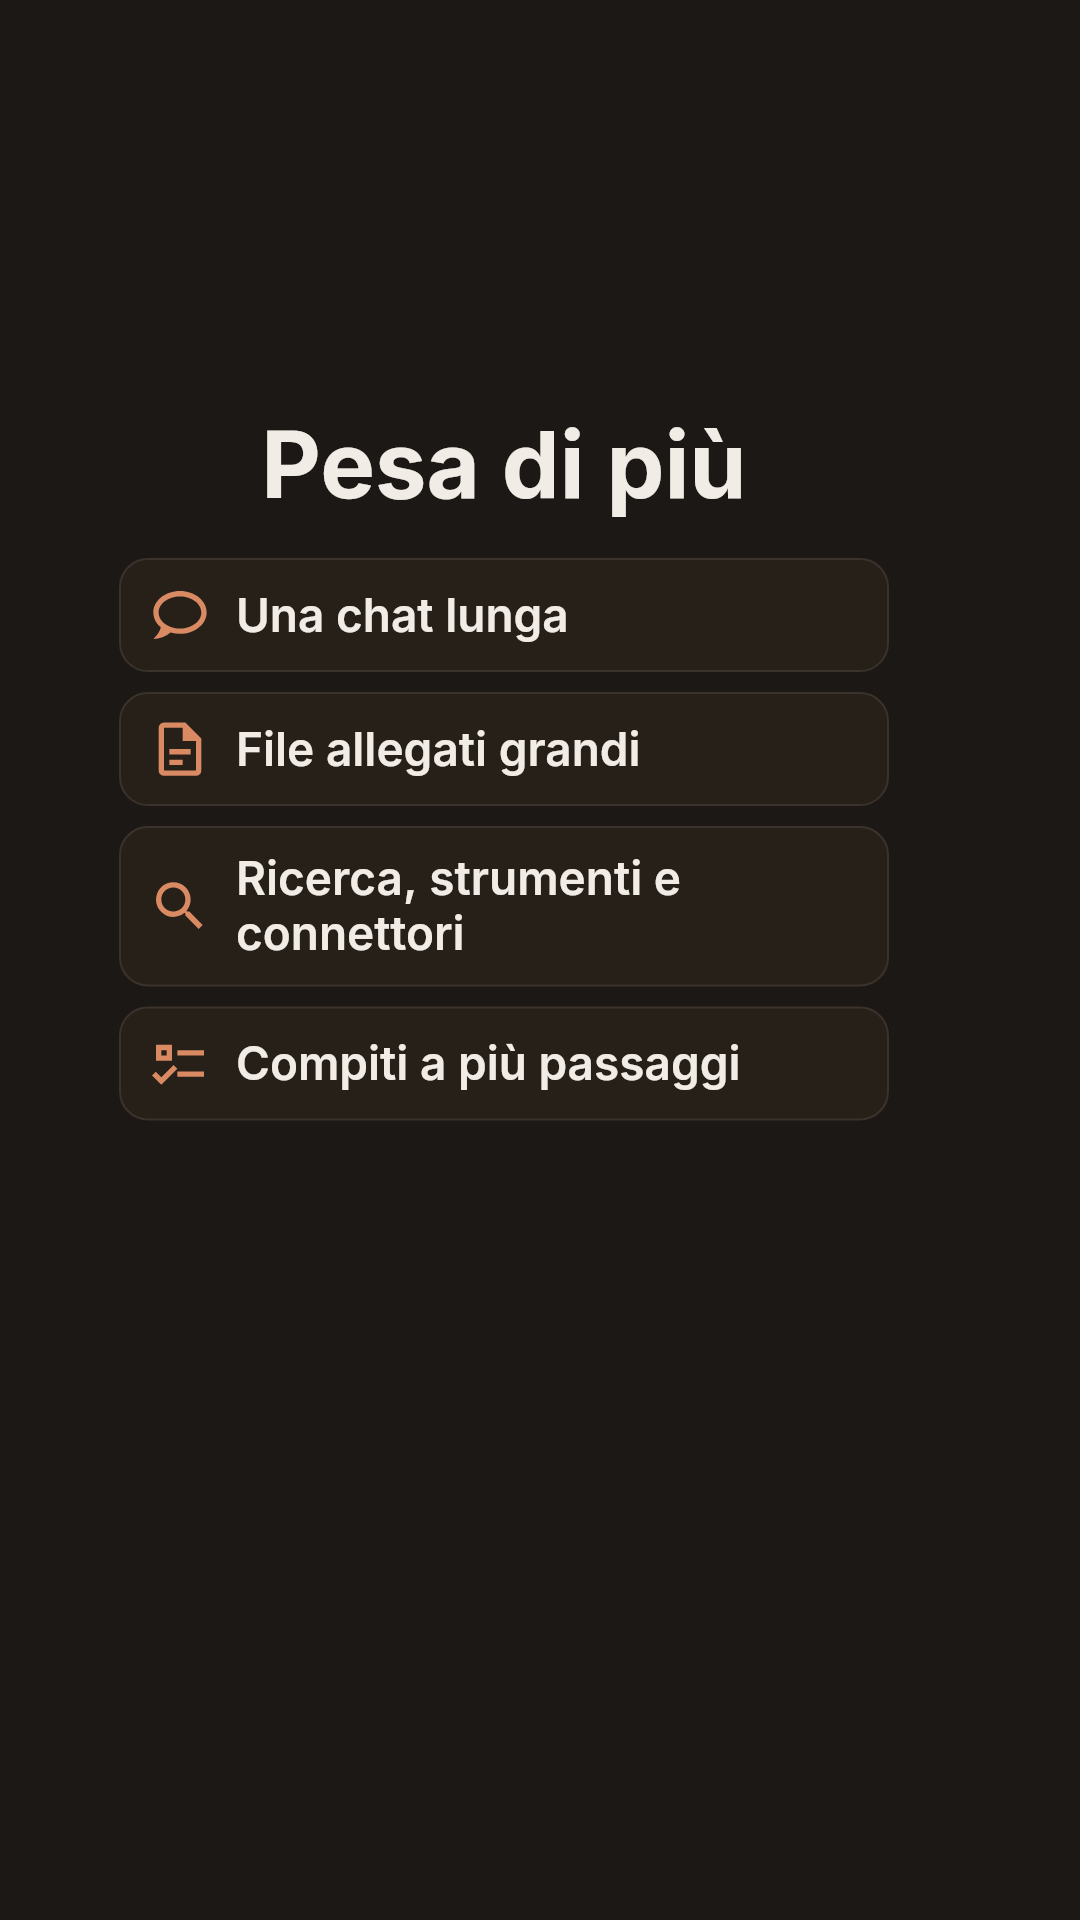 Pesa di più
Una chat lunga
File allegati grandi
Ricerca, strumenti e
connettori
Compiti a più passaggi